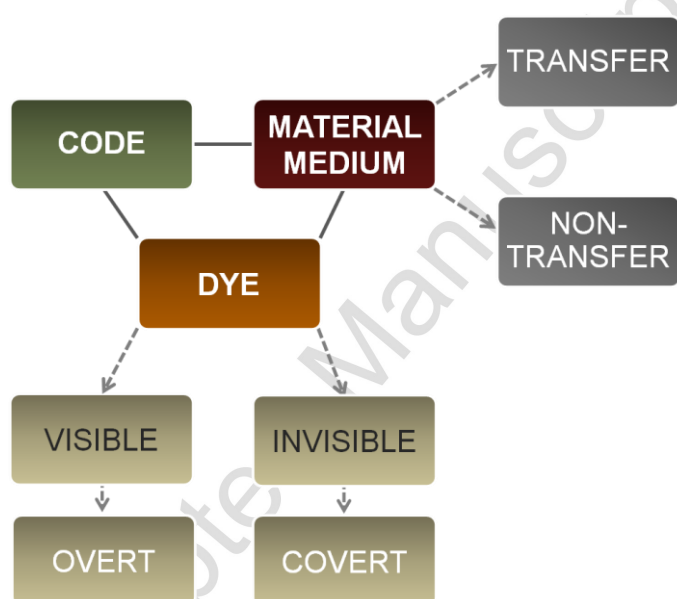 TRANSFER
CODE
MATERIAL
MEDIUM
NON-
TRANSFER
DYE
VISIBLE
INVISIBLE
OVERT
COVERT